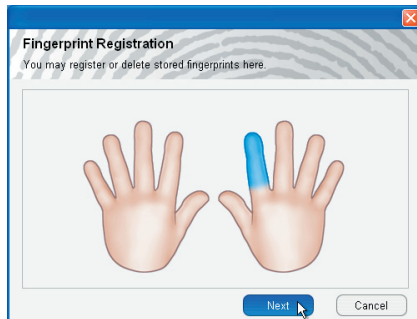 Fingerprint Registration
You may register or delete stored fingerprints here.
Next
Cancel